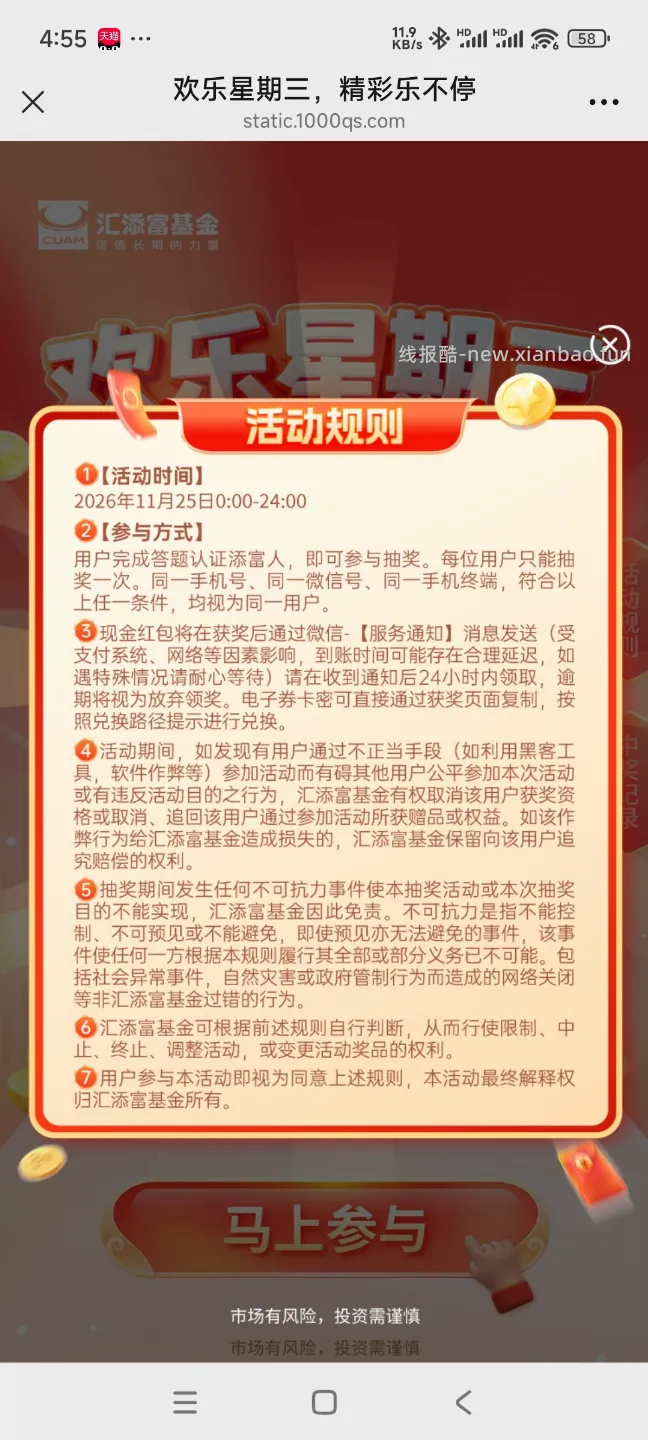 4:55 天猫 ··· 11.9 KB/s HD HD 6 58
欢乐星期三，精彩乐不停
static.1000qs.com
CUAM 汇添富基金
坚信长期的力量
欢乐星期三
线报酷-new.xianbao.fun
活动规则
1【活动时间】
2026年11月25日0:00-24:00
2【参与方式】
用户完成答题认证添富人，即可参与抽奖。每位用户只能抽
奖一次。同一手机号、同一微信号、同一手机终端，符合以
上任一条件，均视为同一用户。
3现金红包将在获奖后通过微信-【服务通知】消息发送（受
支付系统、网络等因素影响，到账时间可能存在合理延迟，如
遇特殊情况请耐心等待）请在收到通知后24小时内领取，逾
期将视为放弃领奖。电子券卡密可直接通过获奖页面复制，按
照兑换路径提示进行兑换。
4活动期间，如发现有用户通过不正当手段（如利用黑客工
具，软件作弊等）参加活动而有碍其他用户公平参加本次活动
或有违反活动目的之行为，汇添富基金有权取消该用户获奖资
格或取消、追回该用户通过参加活动所获赠品或权益。如该作
弊行为给汇添富基金造成损失的，汇添富基金保留向该用户追
究赔偿的权利。
5抽奖期间发生任何不可抗力事件使本抽奖活动或本次抽奖
目的不能实现，汇添富基金因此免责。不可抗力是指不能控
制、不可预见或不能避免，即使预见亦无法避免的事件，该事
件使任何一方根据本规则履行其全部或部分义务已不可能。包
括社会异常事件，自然灾害或政府管制行为而造成的网络关闭
等非汇添富基金过错的行为。
6汇添富基金可根据前述规则自行判断，从而行使限制、中
止、终止、调整活动，或变更活动奖品的权利。
7用户参与本活动即视为同意上述规则，本活动最终解释权
归汇添富基金所有。
活动规则
中奖记录
马上参与
市场有风险，投资需谨慎
市场有风险，投资需谨慎